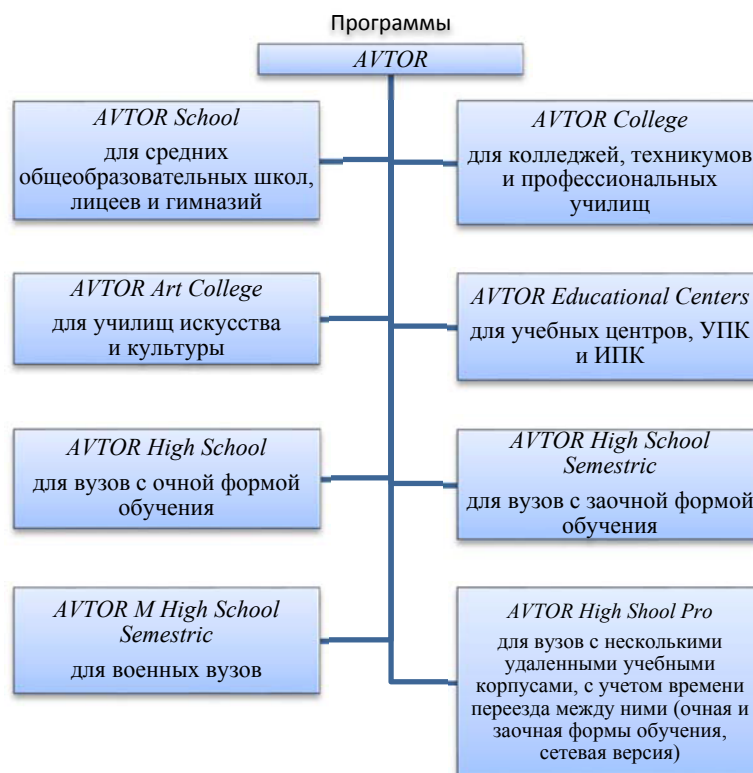 Программы
AVTOR
AVTOR School
для средних
общеобразовательных школ,
лицеев и гимназий
AVTOR College
для колледжей, техникумов
и профессиональных
училищ
AVTOR Art College
для училищ искусства
и культуры
AVTOR Educational Centers
для учебных центров, УПК
и ИПК
AVTOR High School
для вузов с очной формой
обучения
AVTOR High School
Semestric
для вузов с заочной формой
обучения
AVTOR M High School
Semestric
для военных вузов
AVTOR High Shool Pro
для вузов с несколькими
удаленными учебными
корпусами, с учетом времени
переезда между ними (очная и
заочная формы обучения,
сетевая версия)